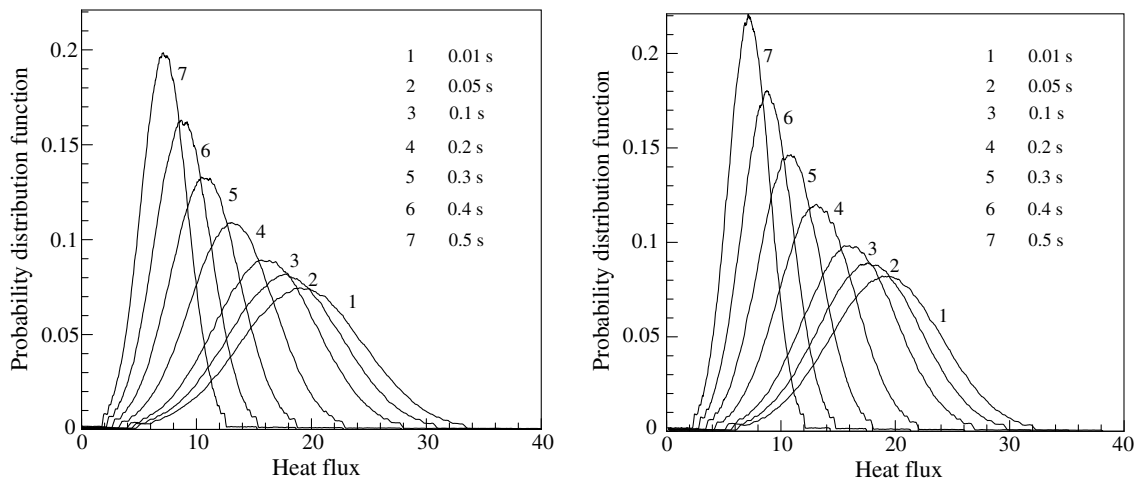 Probability distribution function
0.2
0.15
0.1
0.05
0
0
10
20
30
40
Heat flux
7
6
5
4
3
2
1
1 0.01 s
2 0.05 s
3 0.1 s
4 0.2 s
5 0.3 s
6 0.4 s
7 0.5 s
Probability distribution function
0.2
0.15
0.1
0.05
0
0
10
20
30
40
Heat flux
7
6
5
4
3
2
1
1 0.01 s
2 0.05 s
3 0.1 s
4 0.2 s
5 0.3 s
6 0.4 s
7 0.5 s